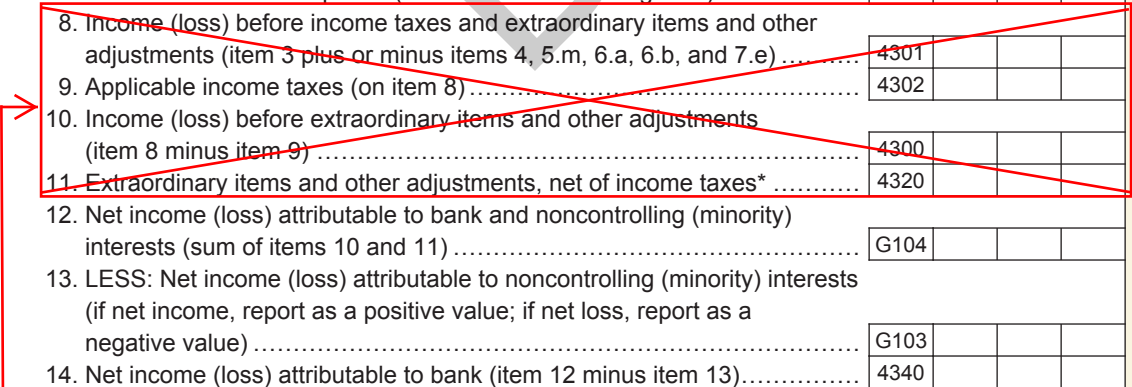 8. Income (loss) before income taxes and extraordinary items and other
adjustments (item 3 plus or minus items 4, 5.m, 6.a, 6.b, and 7.e) .......... 4301
9. Applicable income taxes (on item 8) ........................................................ 4302
10. Income (loss) before extraordinary items and other adjustments
(item 8 minus item 9) ................................................................................ 4300
11. Extraordinary items and other adjustments, net of income taxes* ............ 4320
12. Net income (loss) attributable to bank and noncontrolling (minority)
interests (sum of items 10 and 11) ............................................................ G104
13. LESS: Net income (loss) attributable to noncontrolling (minority) interests
(if net income, report as a positive value; if net loss, report as a
negative value) .......................................................................................... G103
14. Net income (loss) attributable to bank (item 12 minus item 13)................ 4340